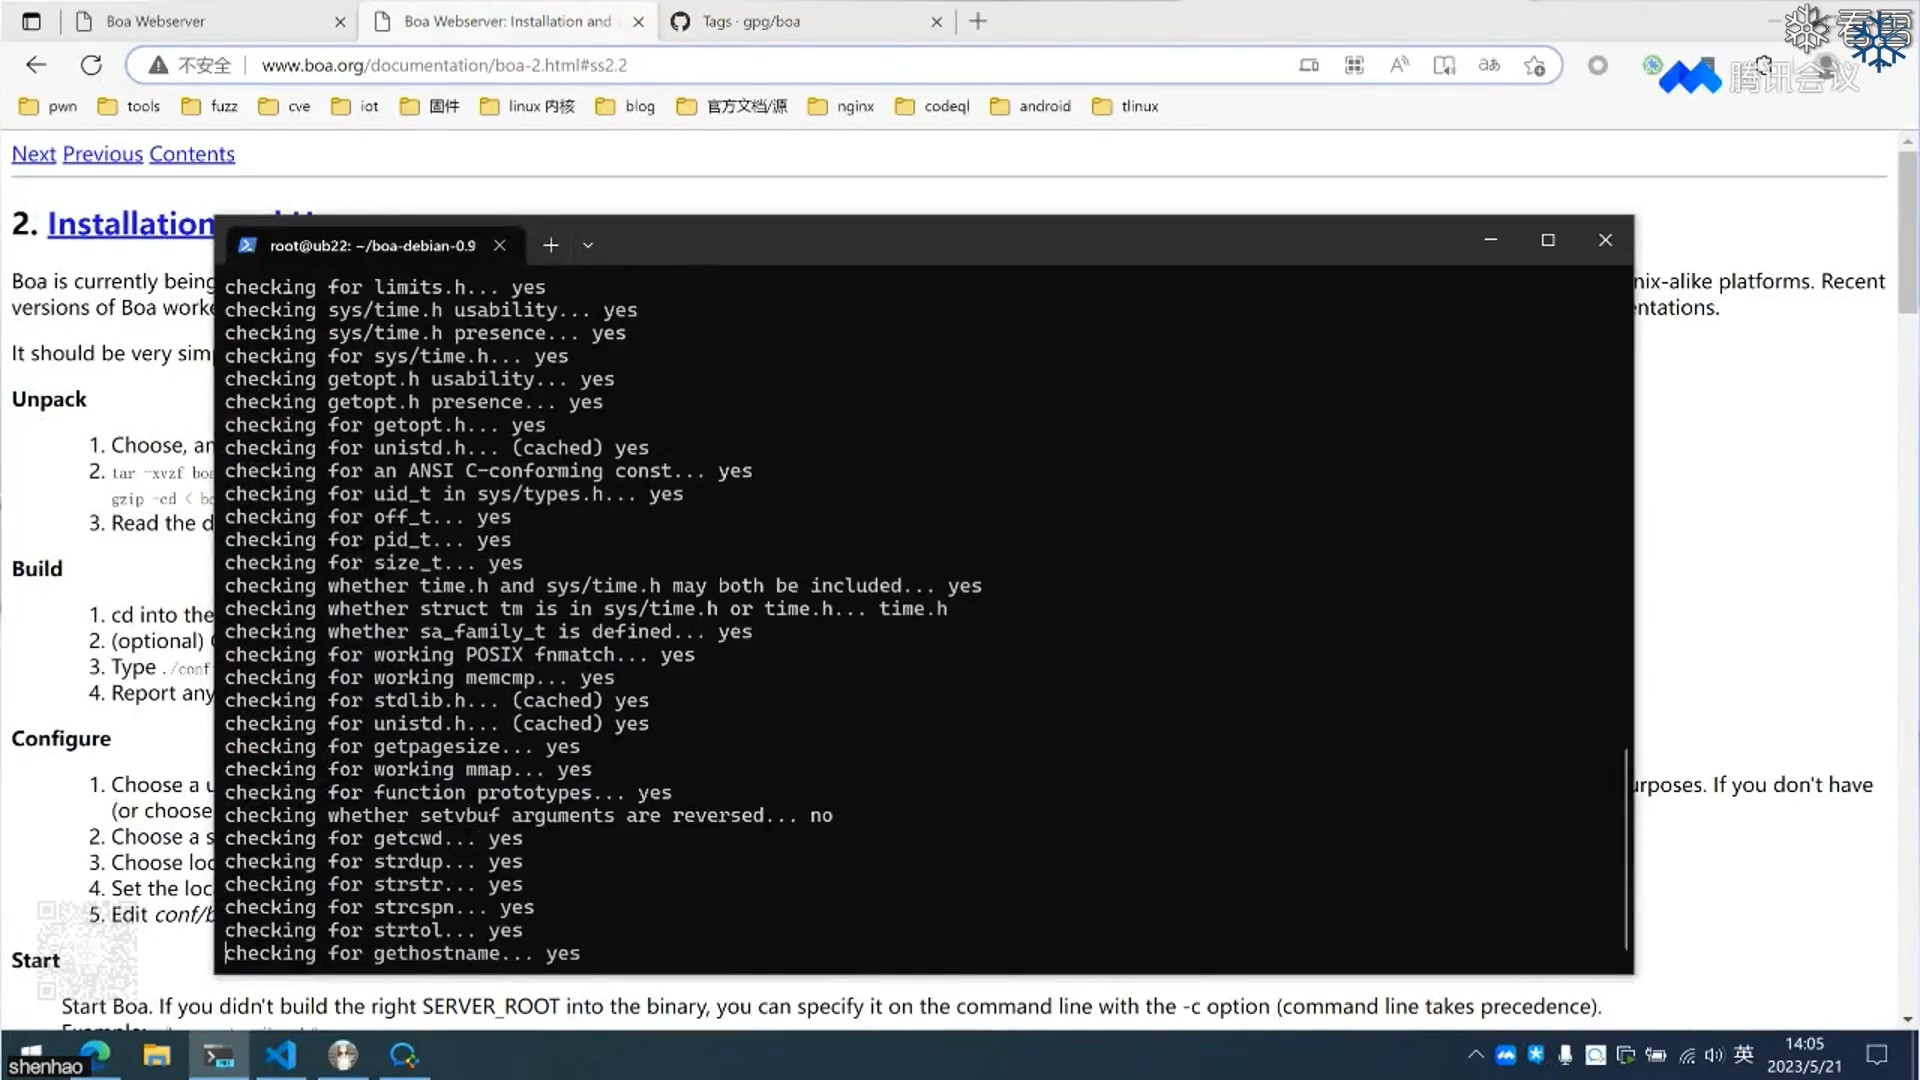 Boa Webserver
Boa Webserver: Installation and
Tags · gpg/boa
看雪
不安全
www.boa.org/documentation/boa-2.html#ss2.2
腾讯会议
pwn
tools
fuzz
cve
iot
固件
linux 内核
blog
官方文档/源
nginx
codeql
android
tlinux
Next Previous Contents
2. Installation
root@ub22: ~/boa-debian-0.9
Boa is currently being
nix-alike platforms. Recent
versions of Boa work
ntations.
It should be very sim
Unpack
1. Choose, an
2. tar -xvzf boa
gzip -cd < bo
3. Read the d
Build
1. cd into the
2. (optional)
3. Type ./conf
4. Report any
Configure
1. Choose a u
urposes. If you don't have
(or choose
2. Choose a s
3. Choose loc
4. Set the loc
5. Edit conf/b
checking for limits.h... yes
checking sys/time.h usability... yes
checking sys/time.h presence... yes
checking for sys/time.h... yes
checking getopt.h usability... yes
checking getopt.h presence... yes
checking for getopt.h... yes
checking for unistd.h... (cached) yes
checking for an ANSI C-conforming const... yes
checking for uid_t in sys/types.h... yes
checking for off_t... yes
checking for pid_t... yes
checking for size_t... yes
checking whether time.h and sys/time.h may both be included... yes
checking whether struct tm is in sys/time.h or time.h... time.h
checking whether sa_family_t is defined... yes
checking for working POSIX fnmatch... yes
checking for working memcmp... yes
checking for stdlib.h... (cached) yes
checking for unistd.h... (cached) yes
checking for getpagesize... yes
checking for working mmap... yes
checking for function prototypes... yes
checking whether setvbuf arguments are reversed... no
checking for getcwd... yes
checking for strdup... yes
checking for strstr... yes
checking for strcspn... yes
checking for strtol... yes
checking for gethostname... yes
Start
Start Boa. If you didn't build the right SERVER_ROOT into the binary, you can specify it on the command line with the -c option (command line takes precedence).
shenhao
英
14:05
2023/5/21